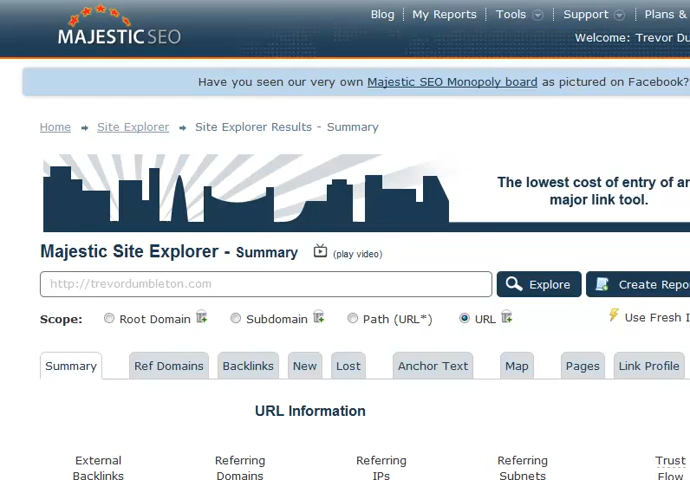 MAJESTIC SEO
Blog My Reports Tools Support Plans &
Welcome: Trevor Du
Have you seen our very own Majestic SEO Monopoly board as pictured on Facebook?
Home Site Explorer Site Explorer Results - Summary
The lowest cost of entry of an
major link tool.
Majestic Site Explorer - Summary (play video)
http://trevordumbleton.com Explore Create Repo
Scope: Root Domain Subdomain Path (URL*) URL Use Fresh I
Summary Ref Domains Backlinks New Lost Anchor Text Map Pages Link Profile
URL Information
External Referring Referring Referring Trust
Backlinks Domains IPs Subnets Flow